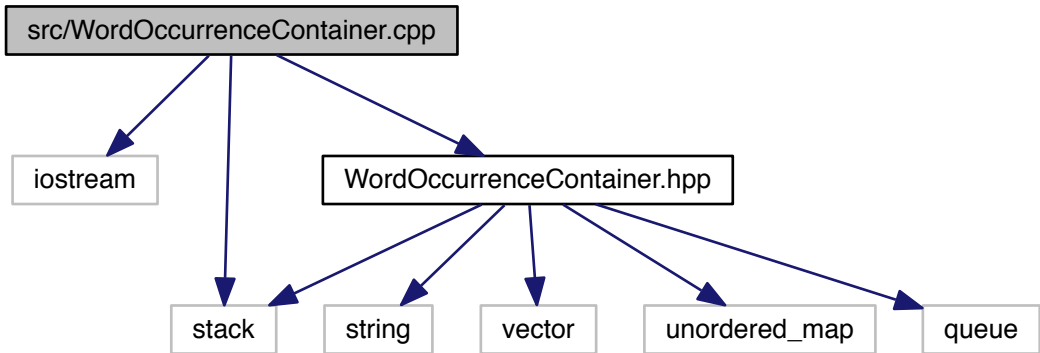 src/WordOccurrenceContainer.cpp
iostream
WordOccurrenceContainer.hpp
stack
string
vector
unordered_map
queue